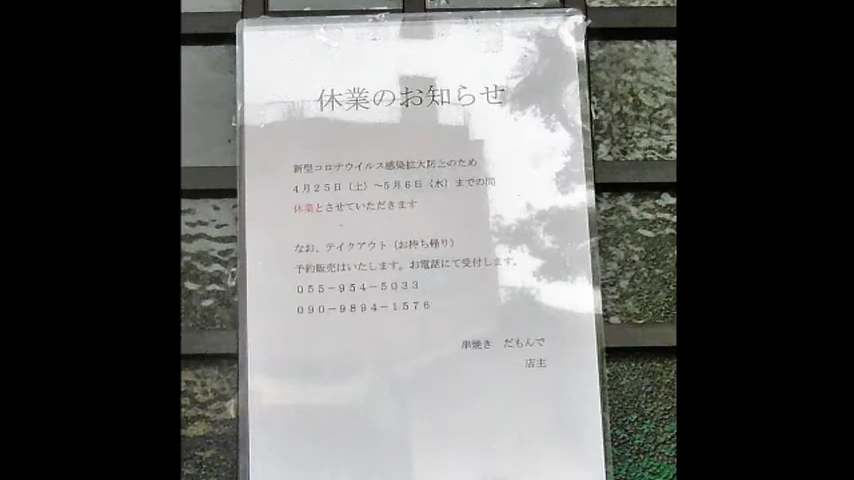 休業のお知らせ
新型コロナウイルス感染拡大防止のため
4月25日（土）～5月6日（水）までの間
休業とさせていただきます
なお、テイクアウト（お持ち帰り）
予約販売はいたします。お電話にて受付します。
055－954－5033
090－9894－1576
串焼き　だもんで
店主